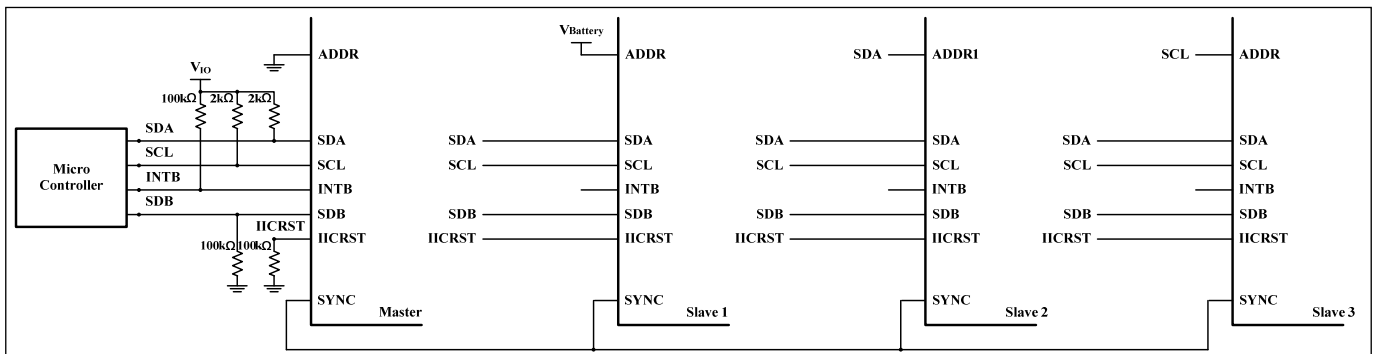 VBattery
ADDR
ADDR
SDA
ADDR1
SCL
ADDR
VIO
100kΩ
2kΩ
2kΩ
Micro
Controller
SDA
SCL
INTB
SDB
SDA
SCL
INTB
SDB
IICRST
IICRST
100kΩ
100kΩ
SYNC
Master
SDA
SCL
SDB
IICRST
SDA
SCL
INTB
SDB
IICRST
SYNC
Slave 1
SDA
SCL
SDB
IICRST
SDA
SCL
INTB
SDB
IICRST
SYNC
Slave 2
SDA
SCL
SDB
IICRST
SDA
SCL
INTB
SDB
IICRST
SYNC
Slave 3